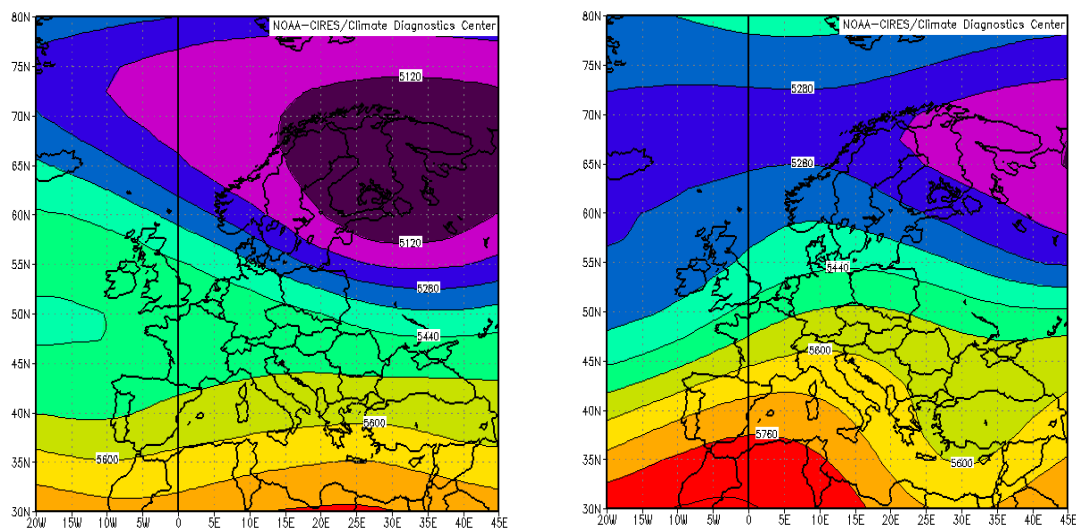 NOAA-CIRES/Climate Diagnostics Center
80N
75N
70N
65N
60N
55N
50N
45N
40N
35N
30N
5120
5120
5280
5440
5600
5600
20W 15W 10W 5W 0 5E 10E 15E 20E 25E 30E 35E 40E 45E
NOAA-CIRES/Climate Diagnostics Center
80N
75N
70N
65N
60N
55N
50N
45N
40N
35N
30N
5280
5280
5440
5600
5760
5600
20W 15W 10W 5W 0 5E 10E 15E 20E 25E 30E 35E 40E 45E